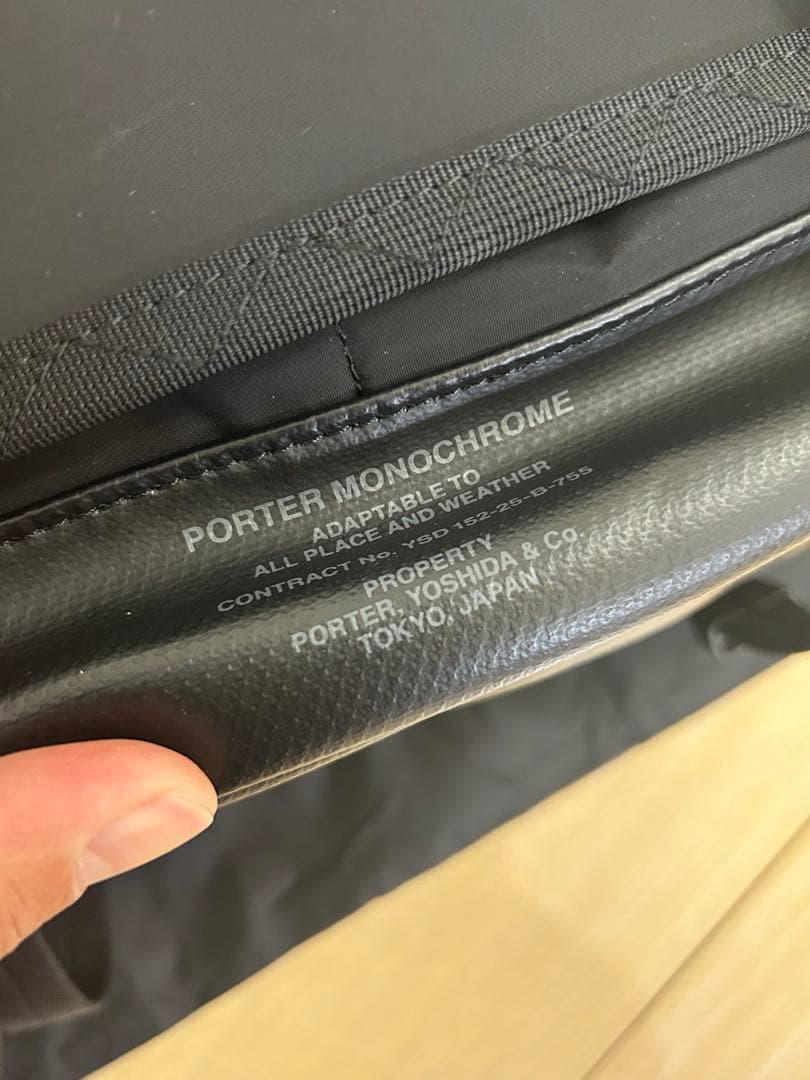 PORTER MONOCHROME
ADAPTABLE TO
ALL PLACE AND WEATHER
CONTRACT No. YSD 152-25-B-755
PROPERTY
PORTER, YOSHIDA & Co.
TOKYO, JAPAN